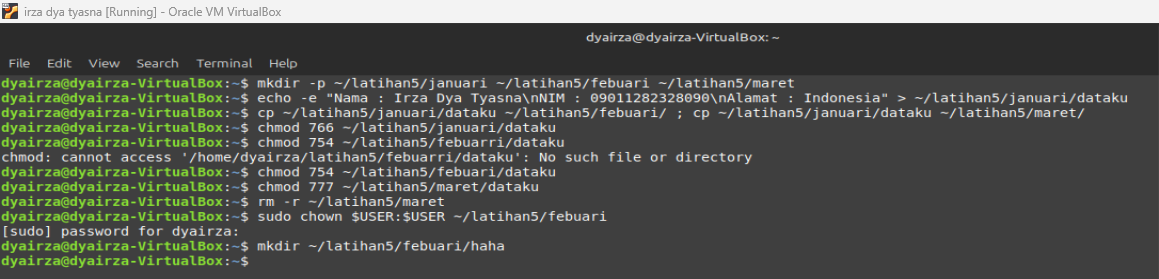 irza dya tyasna [Running] - Oracle VM VirtualBox
dyairza@dyairza-VirtualBox: ~
File Edit View Search Terminal Help
dyairza@dyairza-VirtualBox:~$ mkdir -p ~/latihan5/januari ~/latihan5/febuari ~/latihan5/maret
dyairza@dyairza-VirtualBox:~$ echo -e "Nama : Irza Dya Tyasna\nNIM : 09011282328090\nAlamat : Indonesia" > ~/latihan5/januari/dataku
dyairza@dyairza-VirtualBox:~$ cp ~/latihan5/januari/dataku ~/latihan5/febuari/ ; cp ~/latihan5/januari/dataku ~/latihan5/maret/
dyairza@dyairza-VirtualBox:~$ chmod 766 ~/latihan5/januari/dataku
dyairza@dyairza-VirtualBox:~$ chmod 754 ~/latihan5/febuarri/dataku
chmod: cannot access '/home/dyairza/latihan5/febuarri/dataku': No such file or directory
dyairza@dyairza-VirtualBox:~$ chmod 754 ~/latihan5/febuari/dataku
dyairza@dyairza-VirtualBox:~$ chmod 777 ~/latihan5/maret/dataku
dyairza@dyairza-VirtualBox:~$ rm -r ~/latihan5/maret
dyairza@dyairza-VirtualBox:~$ sudo chown $USER:$USER ~/latihan5/febuari
[sudo] password for dyairza:
dyairza@dyairza-VirtualBox:~$ mkdir ~/latihan5/febuari/haha
dyairza@dyairza-VirtualBox:~$